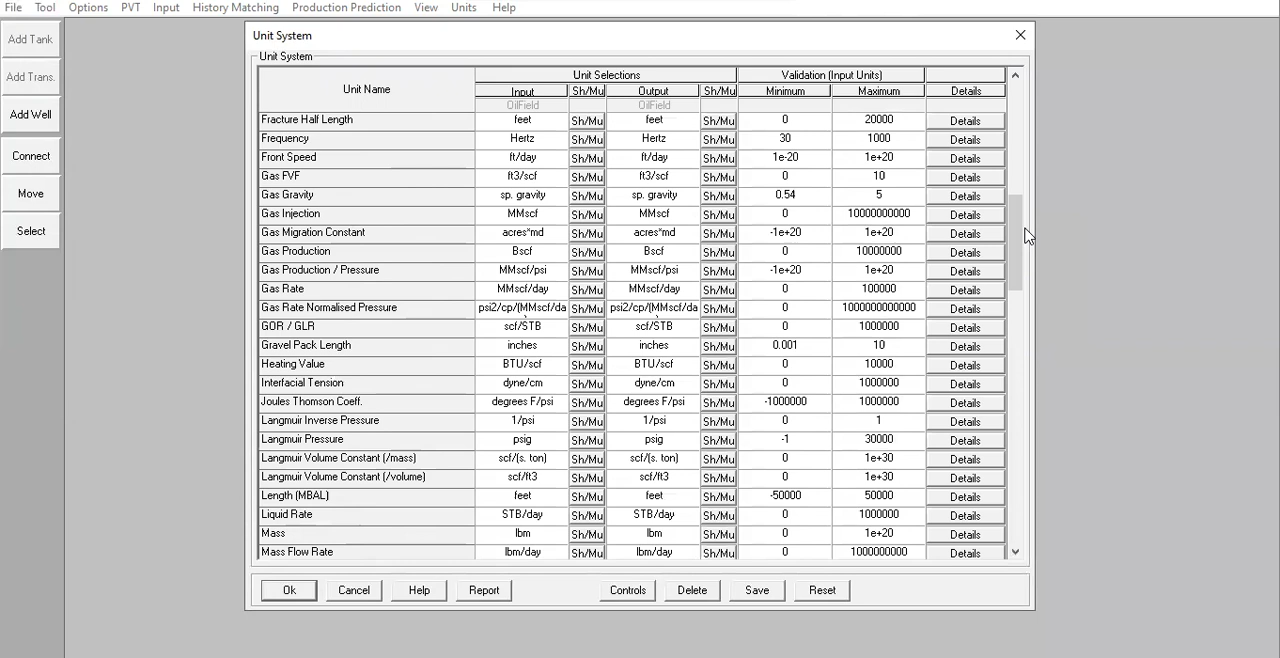 File Tool Options PVT Input History Matching Production Prediction View Units Help
Add Tank
Add Trans.
Add Well
Connect
Move
Select
Unit System
Unit System
Unit Name Unit Selections Validation (Input Units)
Input Sh/Mu Output Sh/Mu Minimum Maximum Details
OilField OilField
Fracture Half Length feet Sh/Mu feet Sh/Mu 0 20000 Details
Frequency Hertz Sh/Mu Hertz Sh/Mu 30 1000 Details
Front Speed ft/day Sh/Mu ft/day Sh/Mu 1e-20 1e+20 Details
Gas FVF ft3/scf Sh/Mu ft3/scf Sh/Mu 0 10 Details
Gas Gravity sp. gravity Sh/Mu sp. gravity Sh/Mu 0.54 5 Details
Gas Injection MMscf Sh/Mu MMscf Sh/Mu 0 10000000000 Details
Gas Migration Constant acres*md Sh/Mu acres*md Sh/Mu -1e+20 1e+20 Details
Gas Production Bscf Sh/Mu Bscf Sh/Mu 0 10000000 Details
Gas Production / Pressure MMscf/psi Sh/Mu MMscf/psi Sh/Mu -1e+20 1e+20 Details
Gas Rate MMscf/day Sh/Mu MMscf/day Sh/Mu 0 100000 Details
Gas Rate Normalised Pressure psi2/cp/(MMscf/da Sh/Mu psi2/cp/(MMscf/da Sh/Mu 0 1000000000000 Details
GOR / GLR scf/STB Sh/Mu scf/STB Sh/Mu 0 1000000 Details
Gravel Pack Length inches Sh/Mu inches Sh/Mu 0.001 10 Details
Heating Value BTU/scf Sh/Mu BTU/scf Sh/Mu 0 10000 Details
Interfacial Tension dyne/cm Sh/Mu dyne/cm Sh/Mu 0 1000000 Details
Joules Thomson Coeff. degrees F/psi Sh/Mu degrees F/psi Sh/Mu -1000000 1000000 Details
Langmuir Inverse Pressure 1/psi Sh/Mu 1/psi Sh/Mu 0 1 Details
Langmuir Pressure psig Sh/Mu psig Sh/Mu -1 30000 Details
Langmuir Volume Constant (/mass) scf/(s. ton) Sh/Mu scf/(s. ton) Sh/Mu 0 1e+30 Details
Langmuir Volume Constant (/volume) scf/ft3 Sh/Mu scf/ft3 Sh/Mu 0 1e+30 Details
Length (MBAL) feet Sh/Mu feet Sh/Mu -50000 50000 Details
Liquid Rate STB/day Sh/Mu STB/day Sh/Mu 0 1000000 Details
Mass lbm Sh/Mu lbm Sh/Mu 0 1e+20 Details
Mass Flow Rate lbm/day Sh/Mu lbm/day Sh/Mu 0 1000000000 Details
Ok Cancel Help Report Controls Delete Save Reset